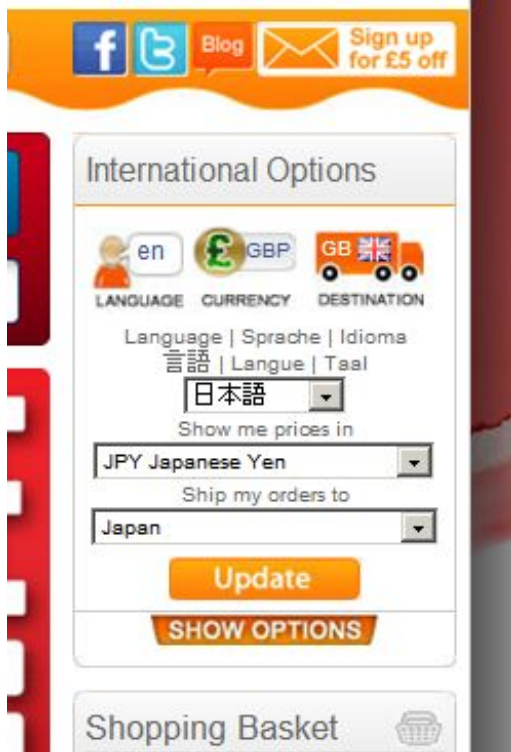 f
Blog
Sign up
for £5 off
International Options
en
£
GBP
GB
LANGUAGE CURRENCY DESTINATION
Language | Sprache | Idioma
言語 | Langue | Taal
日本語
Show me prices in
JPY Japanese Yen
Ship my orders to
Japan
Update
SHOW OPTIONS
Shopping Basket